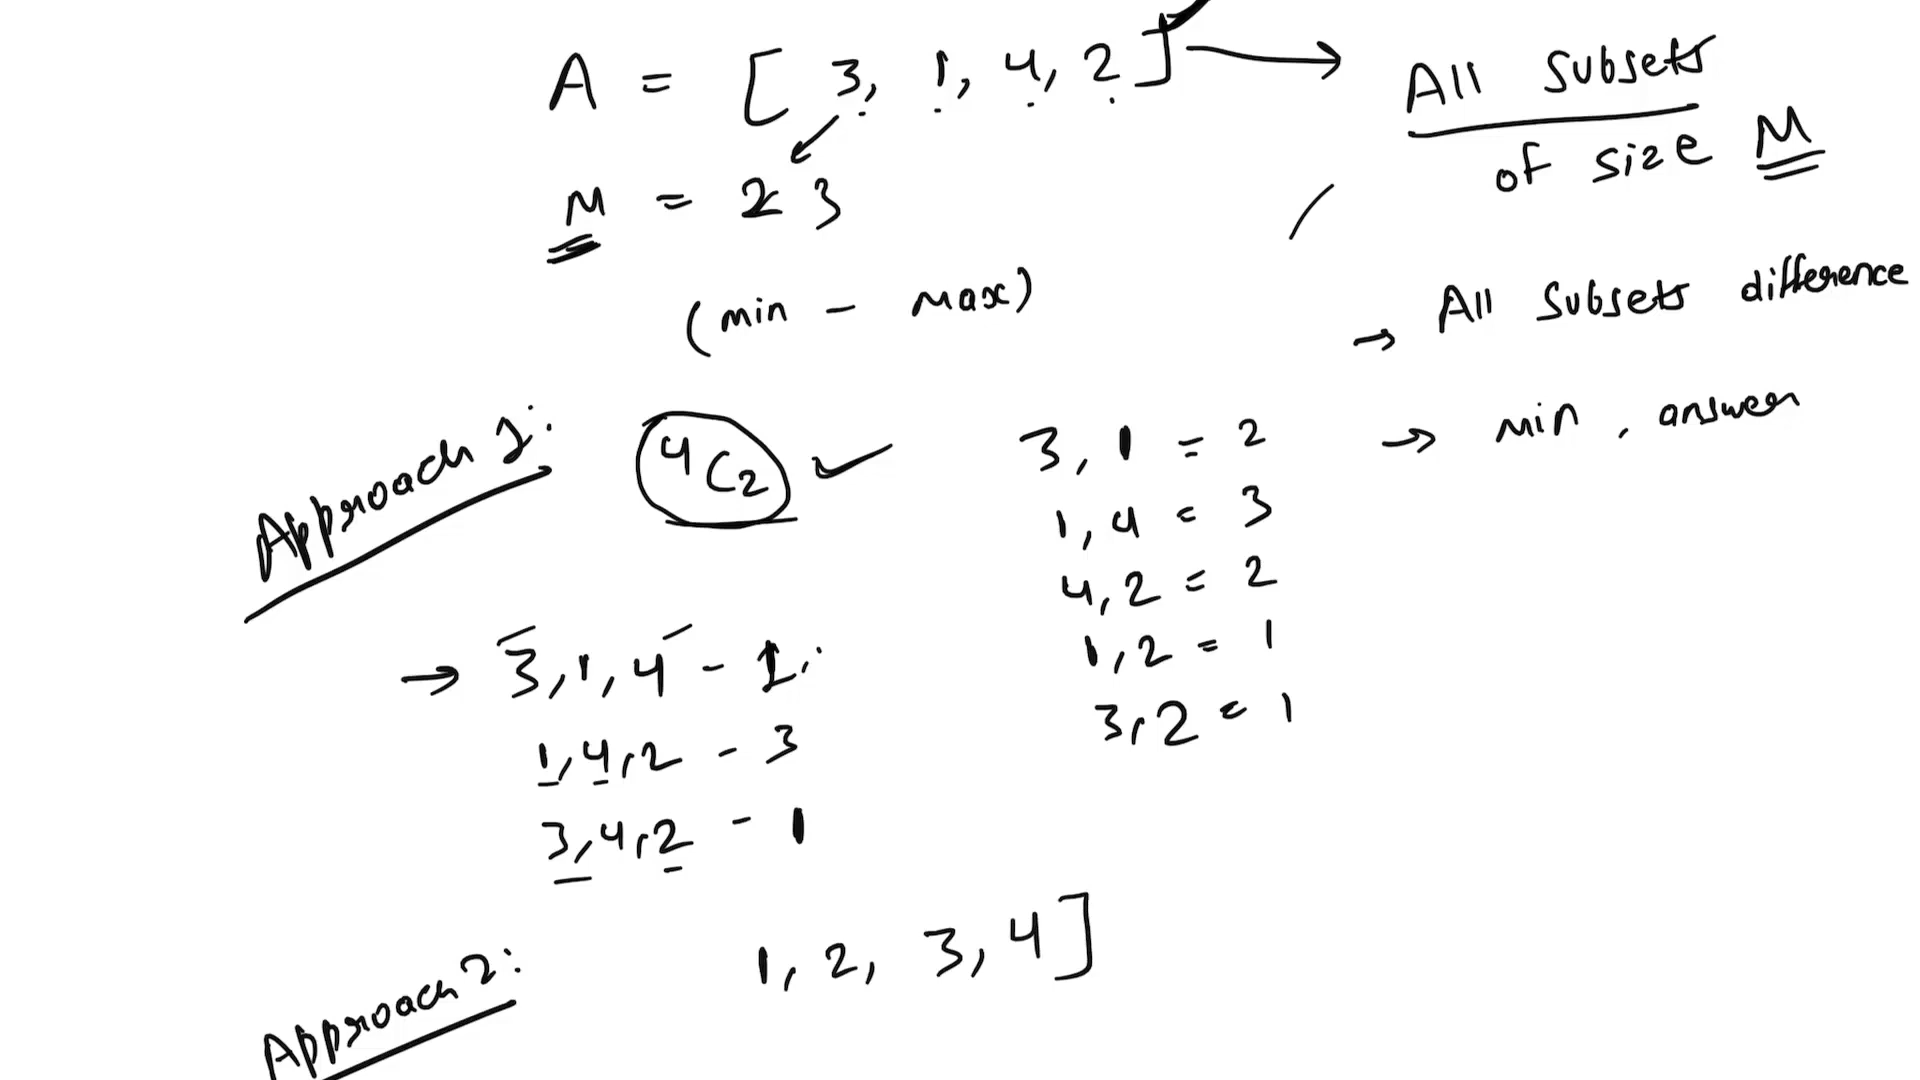 A = [ 3, 1, 4, 2 ] → All subsets
of size M
M = 2 3
(min - max)
→ All subsets difference
→ min, answer
Approach 1:
4C2 ✓
3, 1 = 2
1, 4 = 3
4, 2 = 2
1, 2 = 1
3, 2 = 1
→ 3, 1, 4 - 1.
1, 4, 2 - 3
3, 4, 2 - 1
Approach 2:
1, 2, 3, 4 ]